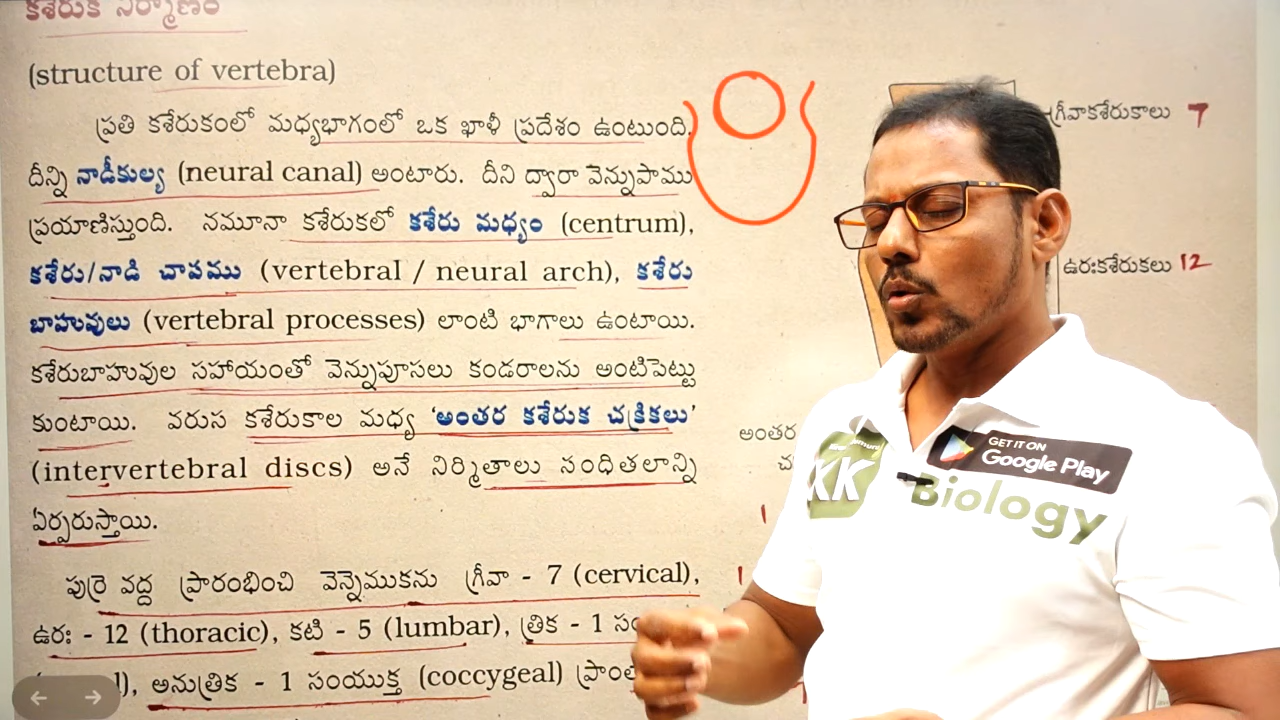 కశేరుక నిర్మాణం
(structure of vertebra)
ప్రతి కశేరుకంలో మధ్యభాగంలో ఒక ఖాళీ ప్రదేశం ఉంటుంది.
దీన్ని నాడీకుల్య (neural canal) అంటారు. దీని ద్వారా వెన్నుపాము
ప్రయాణిస్తుంది. నమూనా కశేరుకలో కశేరు మధ్యం (centrum),
కశేరు/నాడి చాపము (vertebral / neural arch), కశేరు
బాహువులు (vertebral processes) లాంటి భాగాలు ఉంటాయి.
కశేరుబాహువుల సహాయంతో వెన్నుపూసలు కండరాలను అంటిపెట్టు
కుంటాయి. వరుస కశేరుకాల మధ్య 'అంతర కశేరుక చక్రికలు'
(intervertebral discs) అనే నిర్మితాలు సంధితలాన్ని
ఏర్పరుస్తాయి.
పుర్రె వద్ద ప్రారంభించి వెన్నెముకను గ్రీవా - 7 (cervical),
ఉరః - 12 (thoracic), కటి - 5 (lumbar), త్రిక - 1
అనుత్రిక - 1 సంయుక్త (coccygeal)
గ్రీవాకశేరుకాలు 7
ఉరఃకశేరుకలు 12
అంతర
KK
Biology
GET IT ON
Google Play